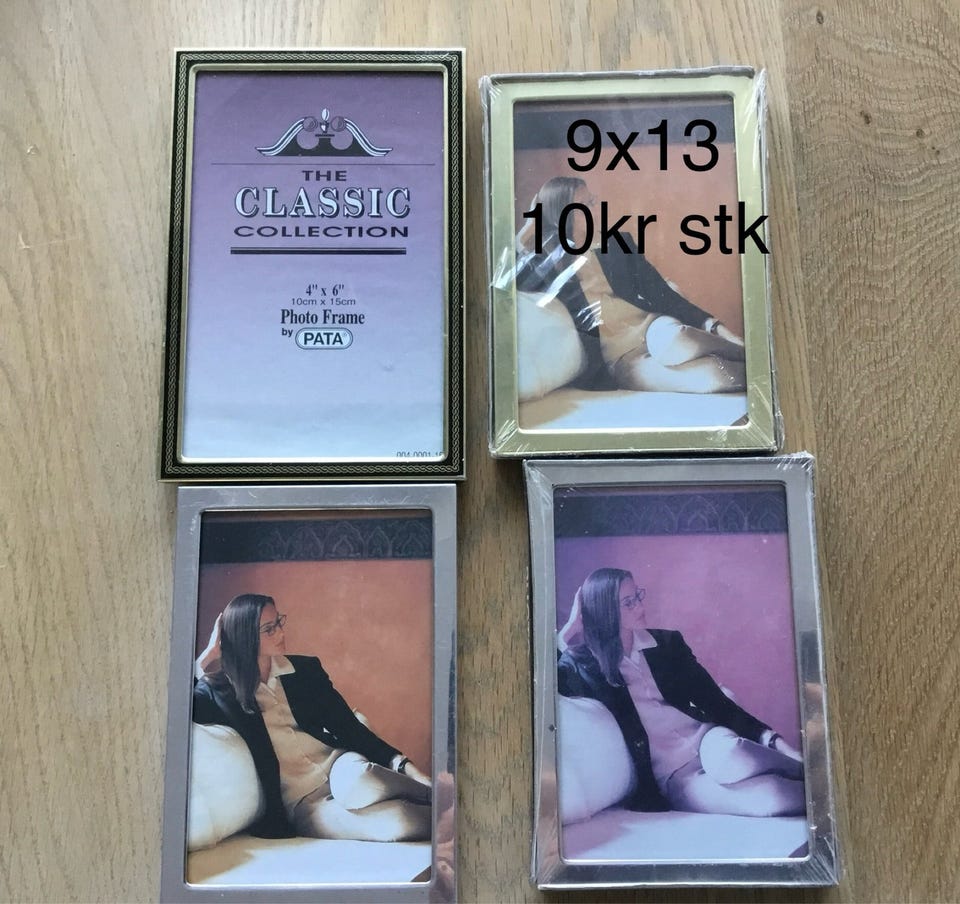 THE
CLASSIC
COLLECTION
4" x 6"
10cm x 15cm
Photo Frame
by PATA
9x13
10kr stk